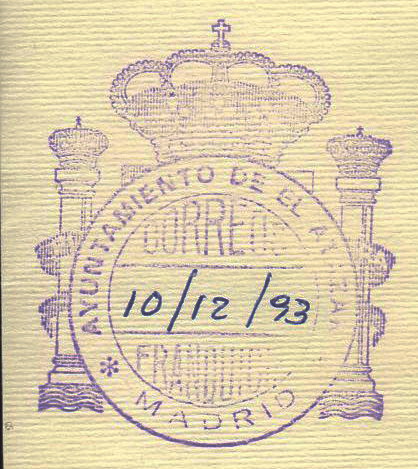 AYUNTAMIENTO DE EL
CORREOS
10/12/93
MADRID